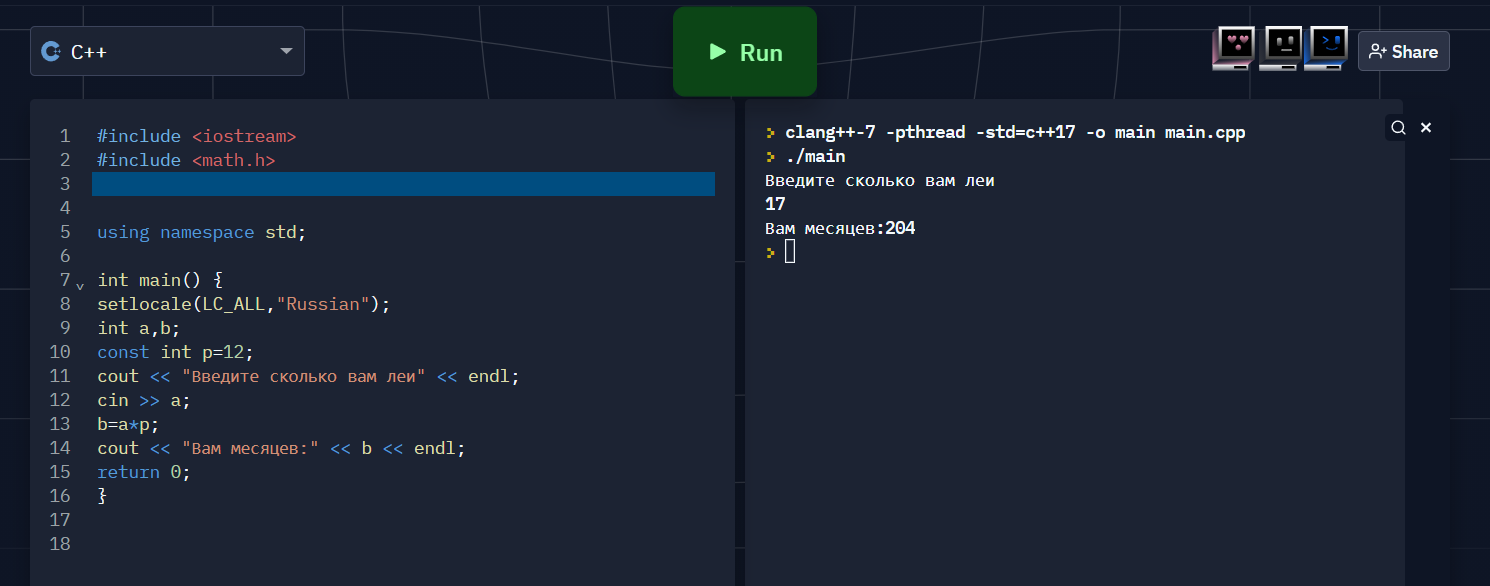 C++
Run
Share
1 #include <iostream>
2 #include <math.h>
3
4
5 using namespace std;
6
7 int main() {
8 setlocale(LC_ALL,"Russian");
9 int a,b;
10 const int p=12;
11 cout << "Введите сколько вам леи" << endl;
12 cin >> a;
13 b=a*p;
14 cout << "Вам месяцев:" << b << endl;
15 return 0;
16 }
17
18
> clang++-7 -pthread -std=c++17 -o main main.cpp
> ./main
Введите сколько вам леи
17
Вам месяцев:204
>